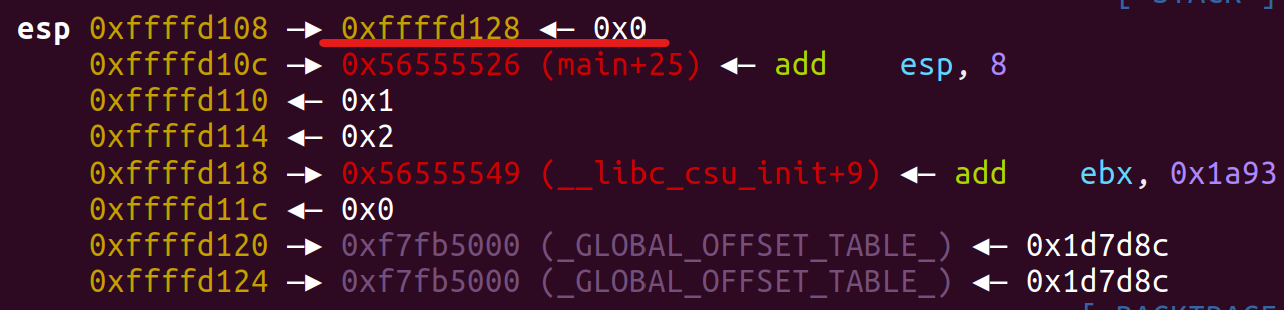 [ STACK ]
esp 0xffffd108 —▸ 0xffffd128 ◂— 0x0
0xffffd10c —▸ 0x56555526 (main+25) ◂— add esp, 8
0xffffd110 ◂— 0x1
0xffffd114 ◂— 0x2
0xffffd118 —▸ 0x56555549 (__libc_csu_init+9) ◂— add ebx, 0x1a93
0xffffd11c ◂— 0x0
0xffffd120 —▸ 0xf7fb5000 (_GLOBAL_OFFSET_TABLE_) ◂— 0x1d7d8c
0xffffd124 —▸ 0xf7fb5000 (_GLOBAL_OFFSET_TABLE_) ◂— 0x1d7d8c